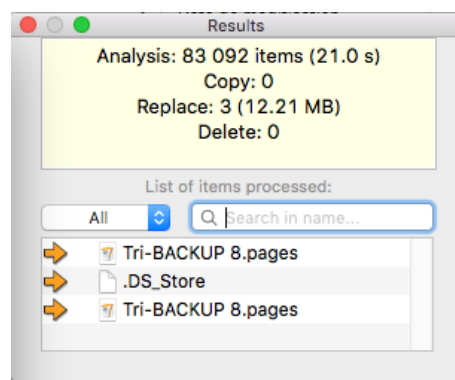 Results
Analysis: 83 092 items (21.0 s)
Copy: 0
Replace: 3 (12.21 MB)
Delete: 0
List of items processed:
All
Search in name...
Tri-BACKUP 8.pages
.DS_Store
Tri-BACKUP 8.pages